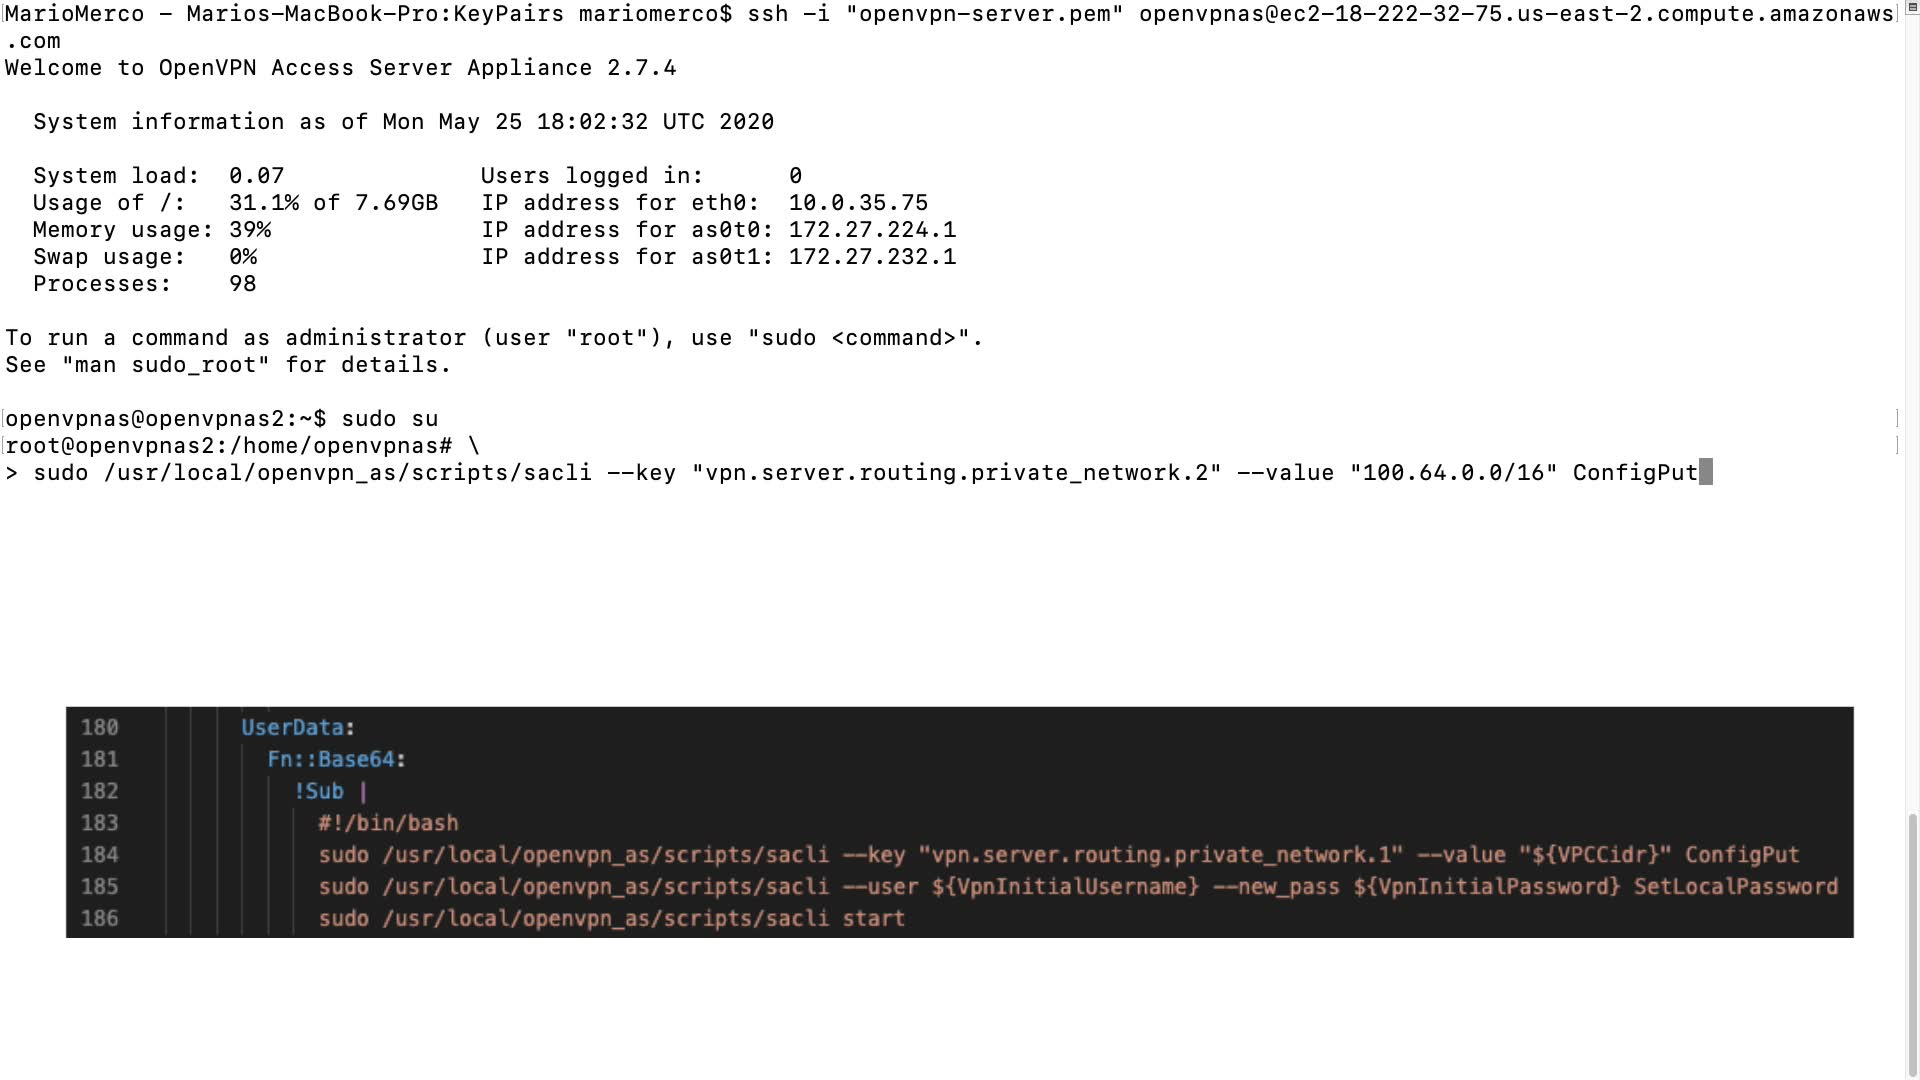 MarioMerco — Marios-MacBook-Pro:KeyPairs mariomerco$ ssh -i "openvpn-server.pem" openvpnas@ec2-18-222-32-75.us-east-2.compute.amazonaws
.com
Welcome to OpenVPN Access Server Appliance 2.7.4
System information as of Mon May 25 18:02:32 UTC 2020
System load:  0.07              Users logged in:      0
Usage of /:   31.1% of 7.69GB   IP address for eth0:  10.0.35.75
Memory usage: 39%               IP address for as0t0: 172.27.224.1
Swap usage:   0%                IP address for as0t1: 172.27.232.1
Processes:    98
To run a command as administrator (user "root"), use "sudo <command>".
See "man sudo_root" for details.
openvpnas@openvpnas2:~$ sudo su
root@openvpnas2:/home/openvpnas# \
> sudo /usr/local/openvpn_as/scripts/sacli --key "vpn.server.routing.private_network.2" --value "100.64.0.0/16" ConfigPut
180 UserData:
181 Fn::Base64:
182 !Sub |
183 #!/bin/bash
184 sudo /usr/local/openvpn_as/scripts/sacli --key "vpn.server.routing.private_network.1" --value "${VPCCidr}" ConfigPut
185 sudo /usr/local/openvpn_as/scripts/sacli --user ${VpnInitialUsername} --new_pass ${VpnInitialPassword} SetLocalPassword
186 sudo /usr/local/openvpn_as/scripts/sacli start